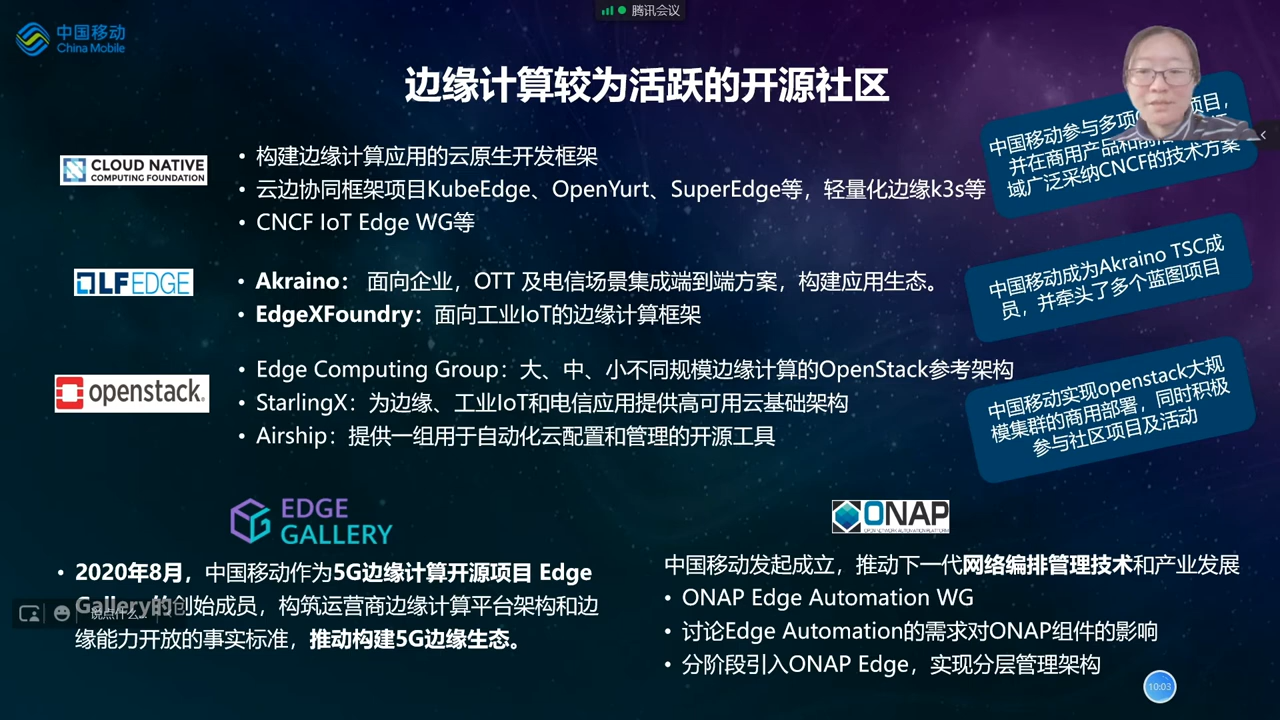 腾讯会议
中国移动
China Mobile
边缘计算较为活跃的开源社区
CLOUD NATIVE
COMPUTING FOUNDATION
• 构建边缘计算应用的云原生开发框架
• 云边协同框架项目KubeEdge、OpenYurt、SuperEdge等，轻量化边缘k3s等
• CNCF IoT Edge WG等
中国移动参与多项 项目，
并在商用产品和前
域广泛采纳CNCF的技术方案
LFEDGE
• Akraino： 面向企业，OTT 及电信场景集成端到端方案，构建应用生态。
• EdgeXFoundry：面向工业IoT的边缘计算框架
中国移动成为Akraino TSC成
员，并牵头了多个蓝图项目
openstack.
• Edge Computing Group：大、中、小不同规模边缘计算的OpenStack参考架构
• StarlingX：为边缘、工业IoT和电信应用提供高可用云基础架构
• Airship：提供一组用于自动化云配置和管理的开源工具
中国移动实现openstack大规
模集群的商用部署，同时积极
参与社区项目及活动
EDGE
GALLERY
• 2020年8月，中国移动作为5G边缘计算开源项目 Edge
Gallery的创始成员，构筑运营商边缘计算平台架构和边
缘能力开放的事实标准，推动构建5G边缘生态。
说点什么...
ONAP
OPEN NETWORK AUTOMATION PLATFORM
中国移动发起成立，推动下一代网络编排管理技术和产业发展
• ONAP Edge Automation WG
• 讨论Edge Automation的需求对ONAP组件的影响
• 分阶段引入ONAP Edge，实现分层管理架构
10:03